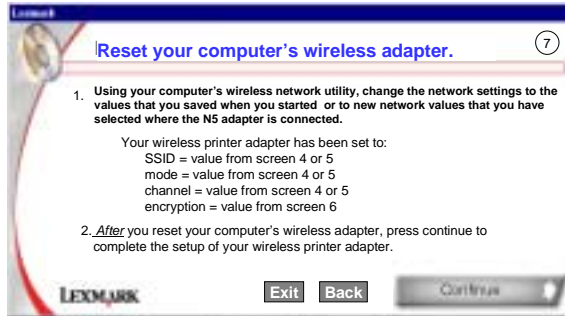 Lexmark
Reset your computer's wireless adapter.
7
1. Using your computer's wireless network utility, change the network settings to the
values that you saved when you started or to new network values that you have
selected where the N5 adapter is connected.
Your wireless printer adapter has been set to:
SSID = value from screen 4 or 5
mode = value from screen 4 or 5
channel = value from screen 4 or 5
encryption = value from screen 6
2. After you reset your computer's wireless adapter, press continue to
complete the setup of your wireless printer adapter.
LEXMARK
Exit Back Continue